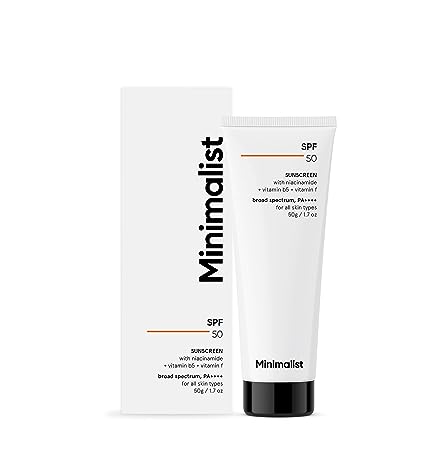 Minimalist
SPF
50
SUNSCREEN
with niacinamide
+ vitamin b5 + vitamin f
broad spectrum, PA++++
for all skin types
50g / 1.7 oz
SPF
50
SUNSCREEN
with niacinamide
+ vitamin b5 + vitamin f
broad spectrum, PA++++
for all skin types
50g / 1.7 oz
Minimalist